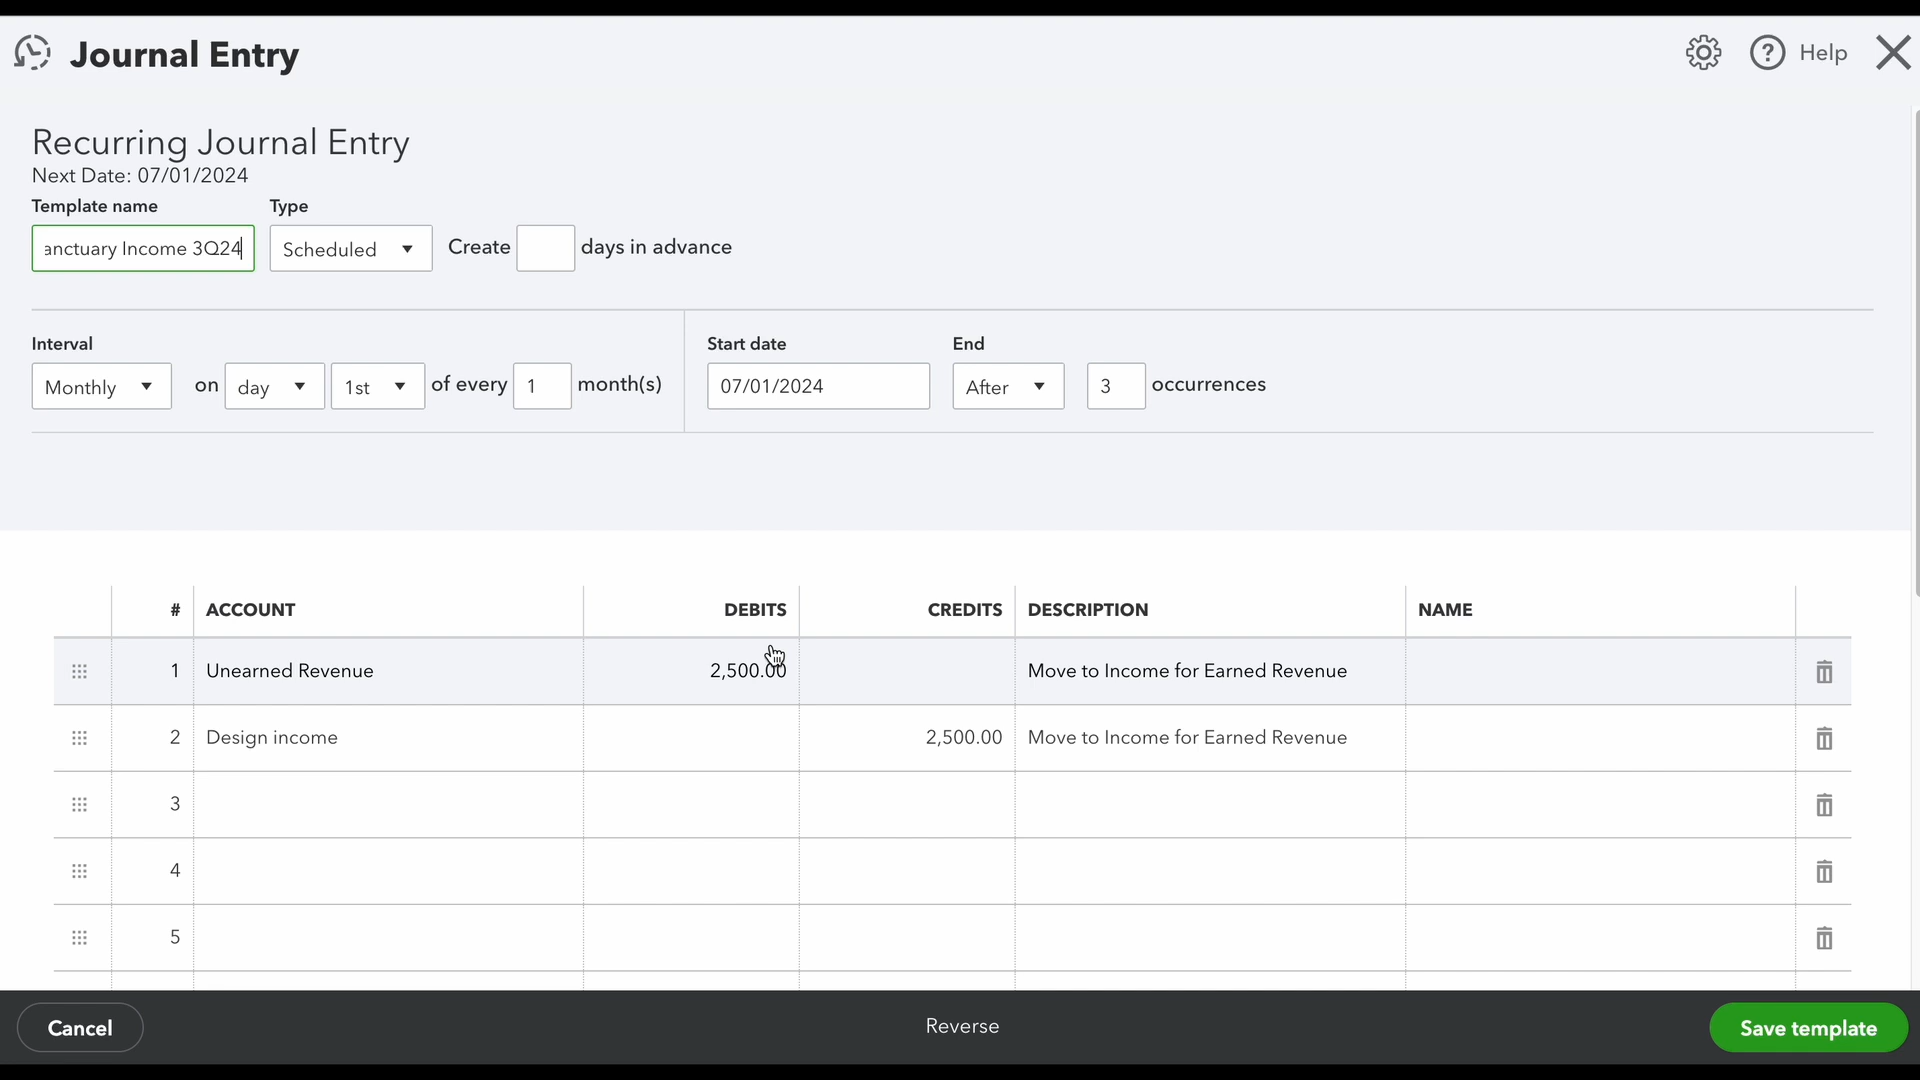 Journal Entry
? Help
Recurring Journal Entry
Next Date: 07/01/2024
Template name Type
anctuary Income 3Q24 Scheduled Create days in advance
Interval Start date End
Monthly on day 1st of every 1 month(s) 07/01/2024 After 3 occurrences
# ACCOUNT DEBITS CREDITS DESCRIPTION NAME
1 Unearned Revenue 2,500.00 Move to Income for Earned Revenue
2 Design income 2,500.00 Move to Income for Earned Revenue
3
4
5
Cancel Reverse Save template